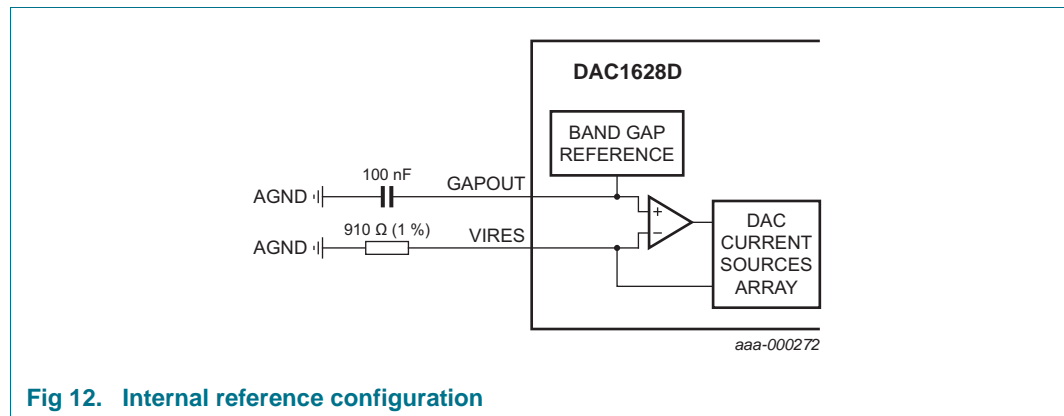 DAC1628D
BAND GAP
REFERENCE
100 nF
GAPOUT
AGND
910 Ω (1 %)
VIRES
AGND
+
−
DAC
CURRENT
SOURCES
ARRAY
aaa-000272
Fig 12. Internal reference configuration